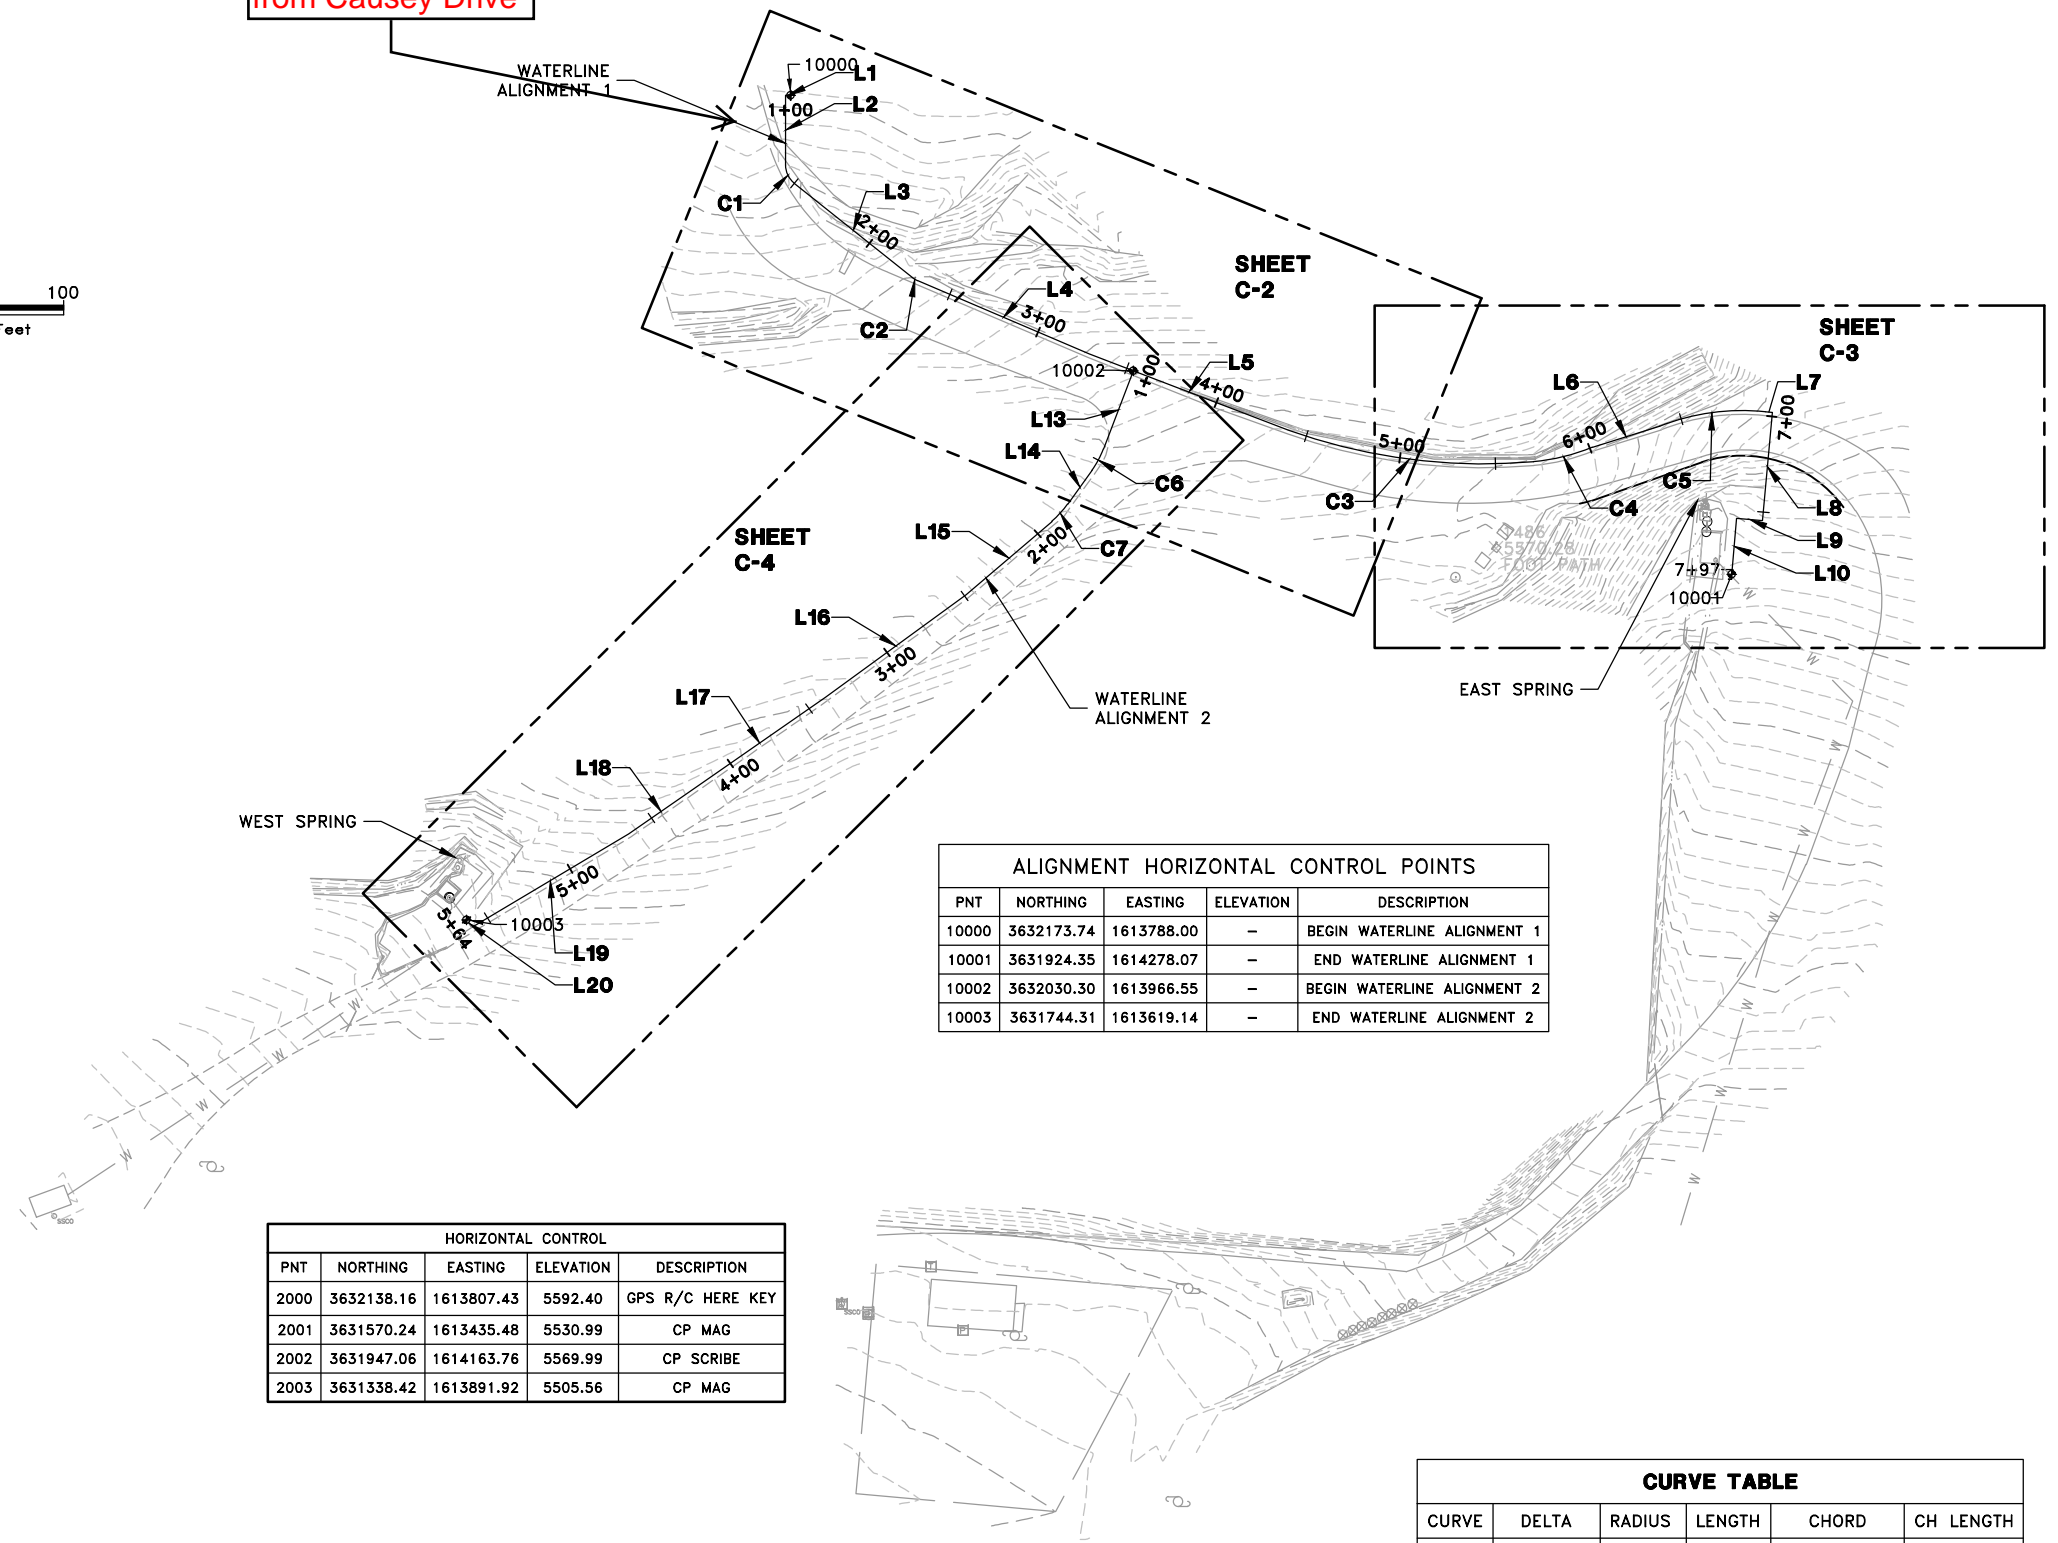 from Causey Drive
WATERLINE
ALIGNMENT 1
10000
L1
1+00
L2
C1
L3
2+00
SHEET
C-2
100
Feet
L4
3+00
C2
SHEET
C-3
10002
1+00
L5
4+00
L6
L7
L13
5+00
6+00
7+00
L14
C6
C3
C5
C4
L8
SHEET
C-4
L15
2+00
C7
5570.28
FOOT PATH
L9
7+97
L10
10001
L16
3+00
EAST SPRING
L17
WATERLINE
ALIGNMENT 2
L18
4+00
WEST SPRING
5+00
5+64
10003
L19
L20
ALIGNMENT HORIZONTAL CONTROL POINTS
PNT NORTHING EASTING ELEVATION DESCRIPTION
10000 3632173.74 1613788.00 – BEGIN WATERLINE ALIGNMENT 1
10001 3631924.35 1614278.07 – END WATERLINE ALIGNMENT 1
10002 3632030.30 1613966.55 – BEGIN WATERLINE ALIGNMENT 2
10003 3631744.31 1613619.14 – END WATERLINE ALIGNMENT 2
W
W
W
W
W
W
W
W
W
W
W
W
W
SSCO
HORIZONTAL CONTROL
PNT NORTHING EASTING ELEVATION DESCRIPTION
2000 3632138.16 1613807.43 5592.40 GPS R/C HERE KEY
2001 3631570.24 1613435.48 5530.99 CP MAG
2002 3631947.06 1614163.76 5569.99 CP SCRIBE
2003 3631338.42 1613891.92 5505.56 CP MAG
T
SSCO
P
CURVE TABLE
CURVE DELTA RADIUS LENGTH CHORD CH LENGTH